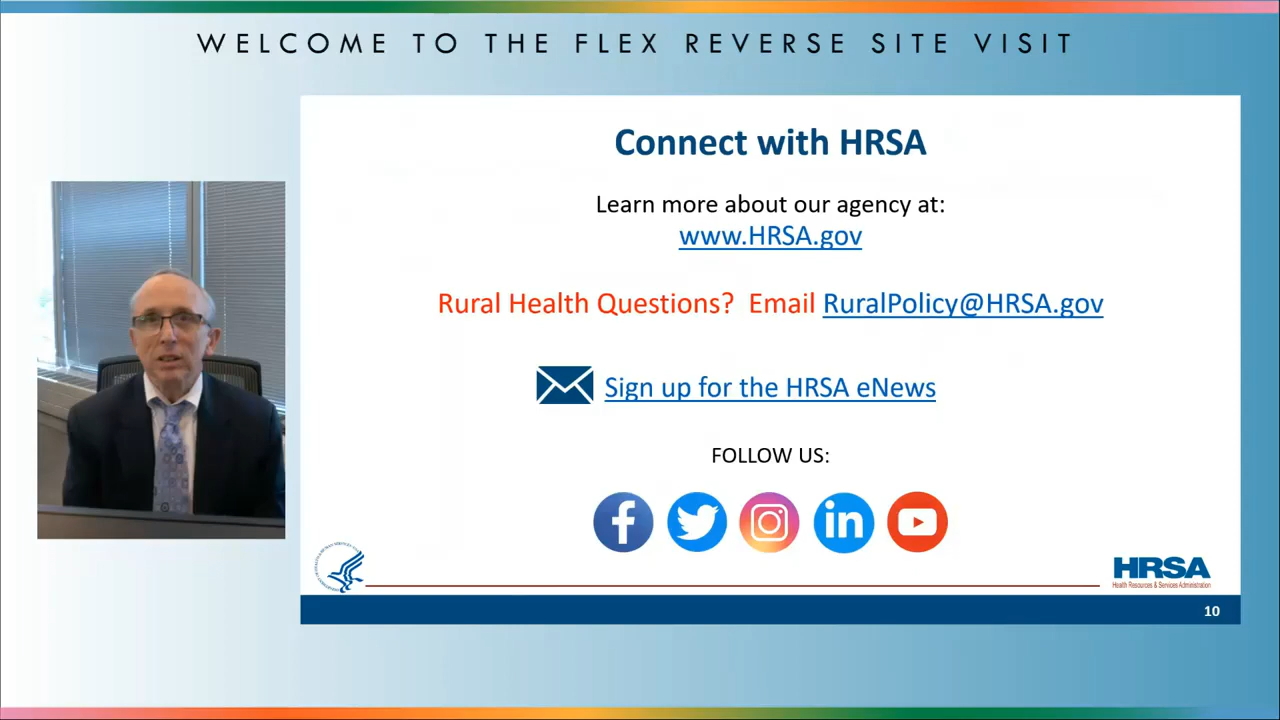 WELCOME TO THE FLEX REVERSE SITE VISIT
Connect with HRSA
Learn more about our agency at:
www.HRSA.gov
Rural Health Questions?  Email RuralPolicy@HRSA.gov
Sign up for the HRSA eNews
FOLLOW US:
f
in
HRSA
Health Resources & Services Administration
10